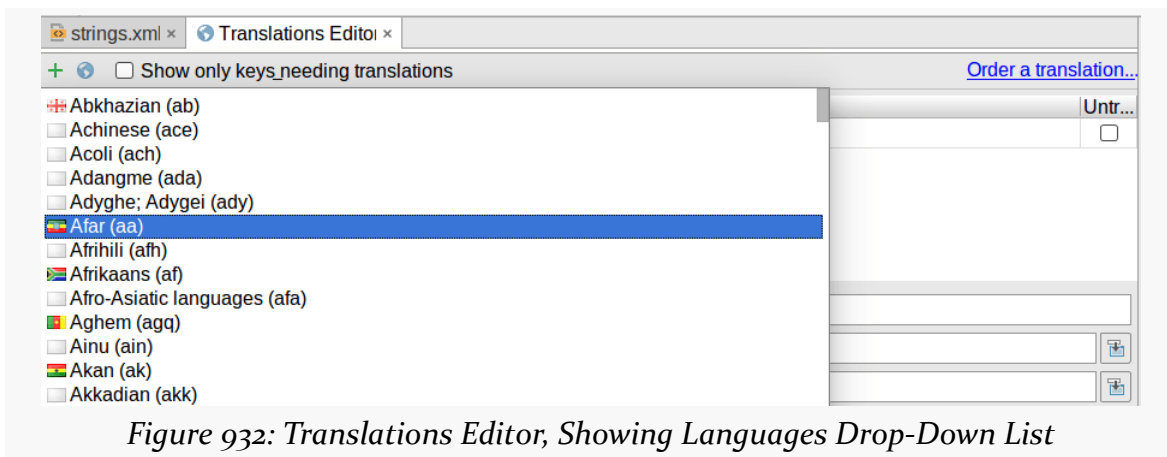 strings.xml × Translations Editor ×
+ Show only keys needing translations Order a translation...
Abkhazian (ab) Untr...
Achinese (ace)
Acoli (ach)
Adangme (ada)
Adyghe; Adygei (ady)
Afar (aa)
Afrihili (afh)
Afrikaans (af)
Afro-Asiatic languages (afa)
Aghem (agq)
Ainu (ain)
Akan (ak)
Akkadian (akk)
Figure 932: Translations Editor, Showing Languages Drop-Down List